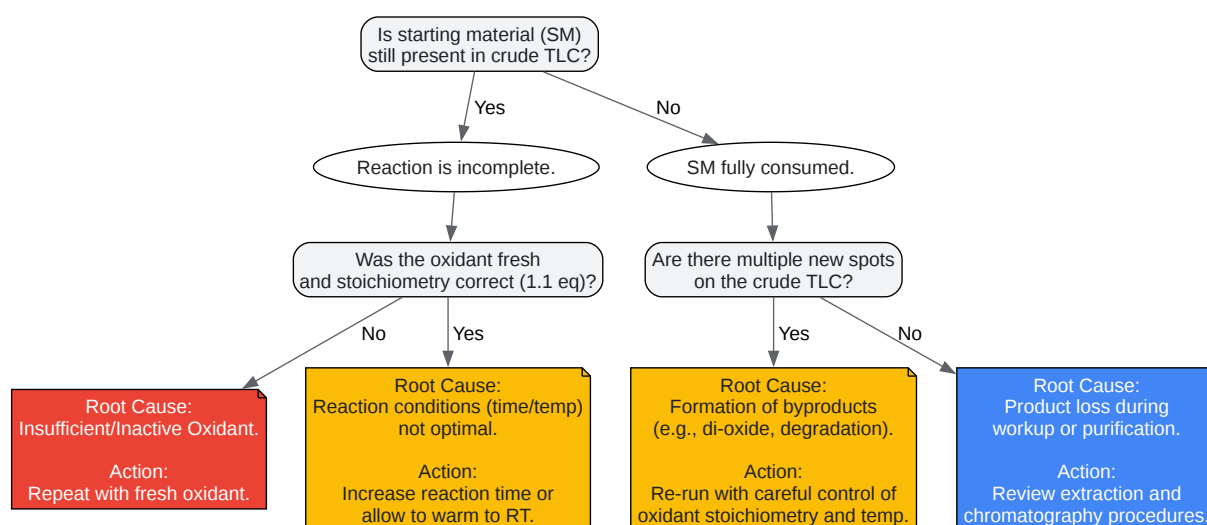 Is starting material (SM)
still present in crude TLC?
Yes
No
Reaction is incomplete.
SM fully consumed.
Was the oxidant fresh
and stoichiometry correct (1.1 eq)?
Are there multiple new spots
on the crude TLC?
No
Yes
Yes
No
Root Cause:
Insufficient/Inactive Oxidant.
Action:
Repeat with fresh oxidant.
Root Cause:
Reaction conditions (time/temp)
not optimal.
Action:
Increase reaction time or
allow to warm to RT.
Root Cause:
Formation of byproducts
(e.g., di-oxide, degradation).
Action:
Re-run with careful control of
oxidant stoichiometry and temp.
Root Cause:
Product loss during
workup or purification.
Action:
Review extraction and
chromatography procedures.